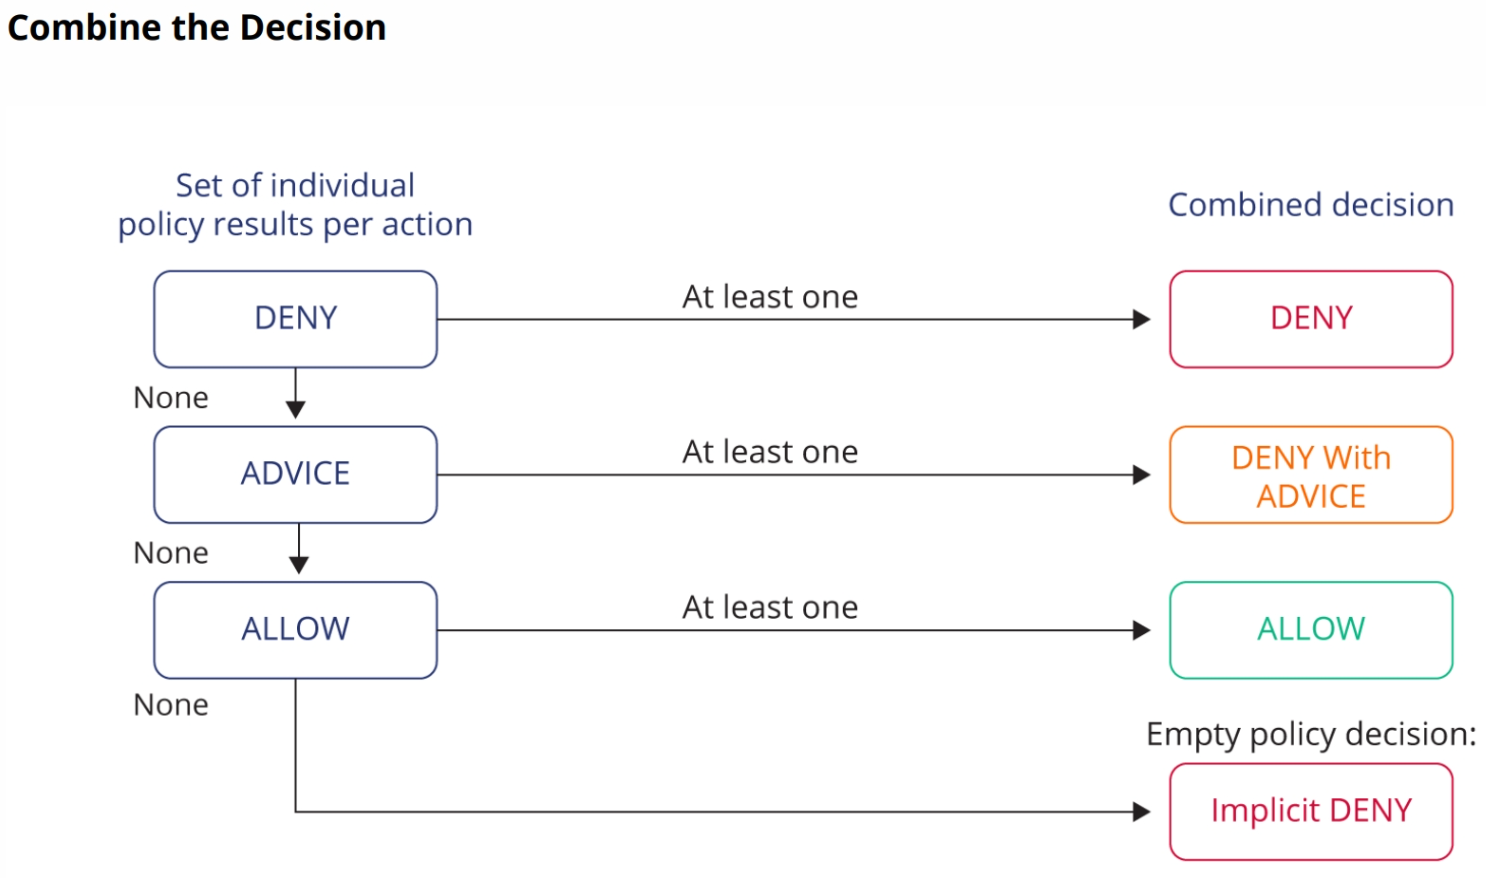 Combine the Decision
Set of individual
policy results per action
Combined decision
DENY
At least one
DENY
None
ADVICE
At least one
DENY With
ADVICE
None
ALLOW
At least one
ALLOW
None
Empty policy decision:
Implicit DENY